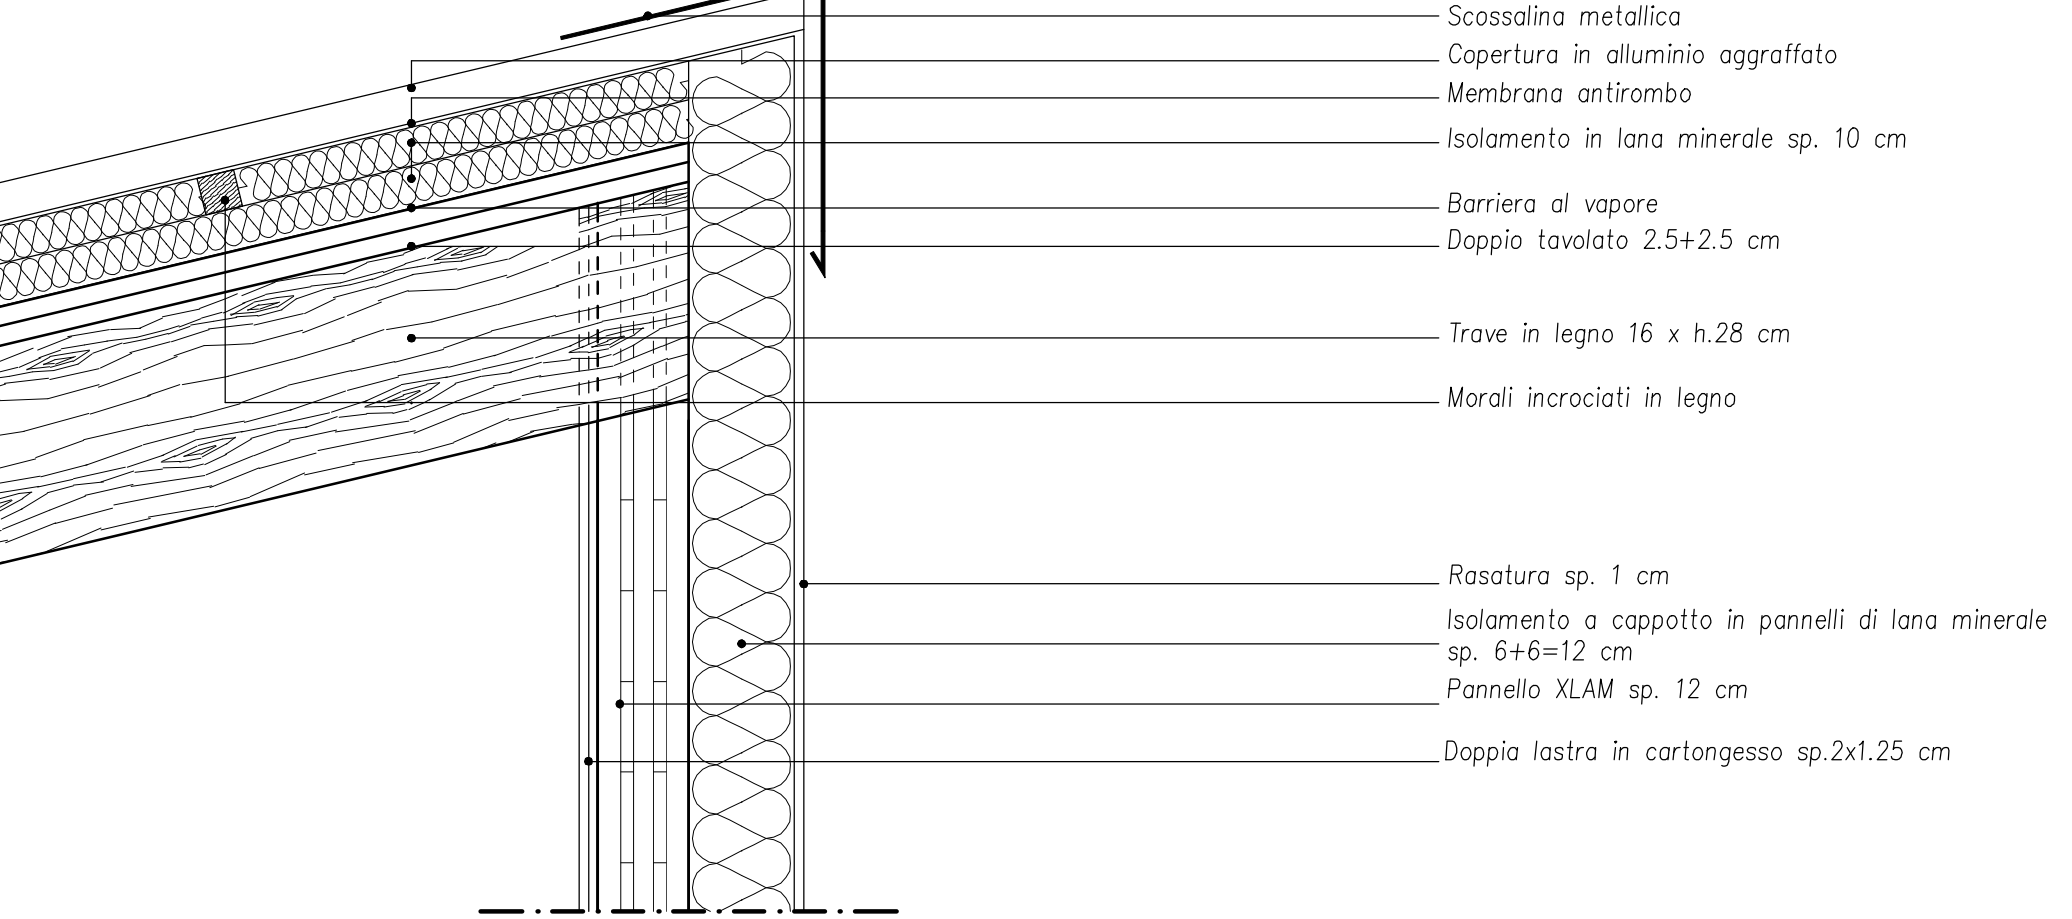 Scossalina metallica
Copertura in alluminio aggraffato
Membrana antirombo
Isolamento in lana minerale sp. 10 cm
Barriera al vapore
Doppio tavolato 2.5+2.5 cm
Trave in legno 16 x h.28 cm
Morali incrociati in legno
Rasatura sp. 1 cm
Isolamento a cappotto in pannelli di lana minerale
sp. 6+6=12 cm
Pannello XLAM sp. 12 cm
Doppia lastra in cartongesso sp.2x1.25 cm